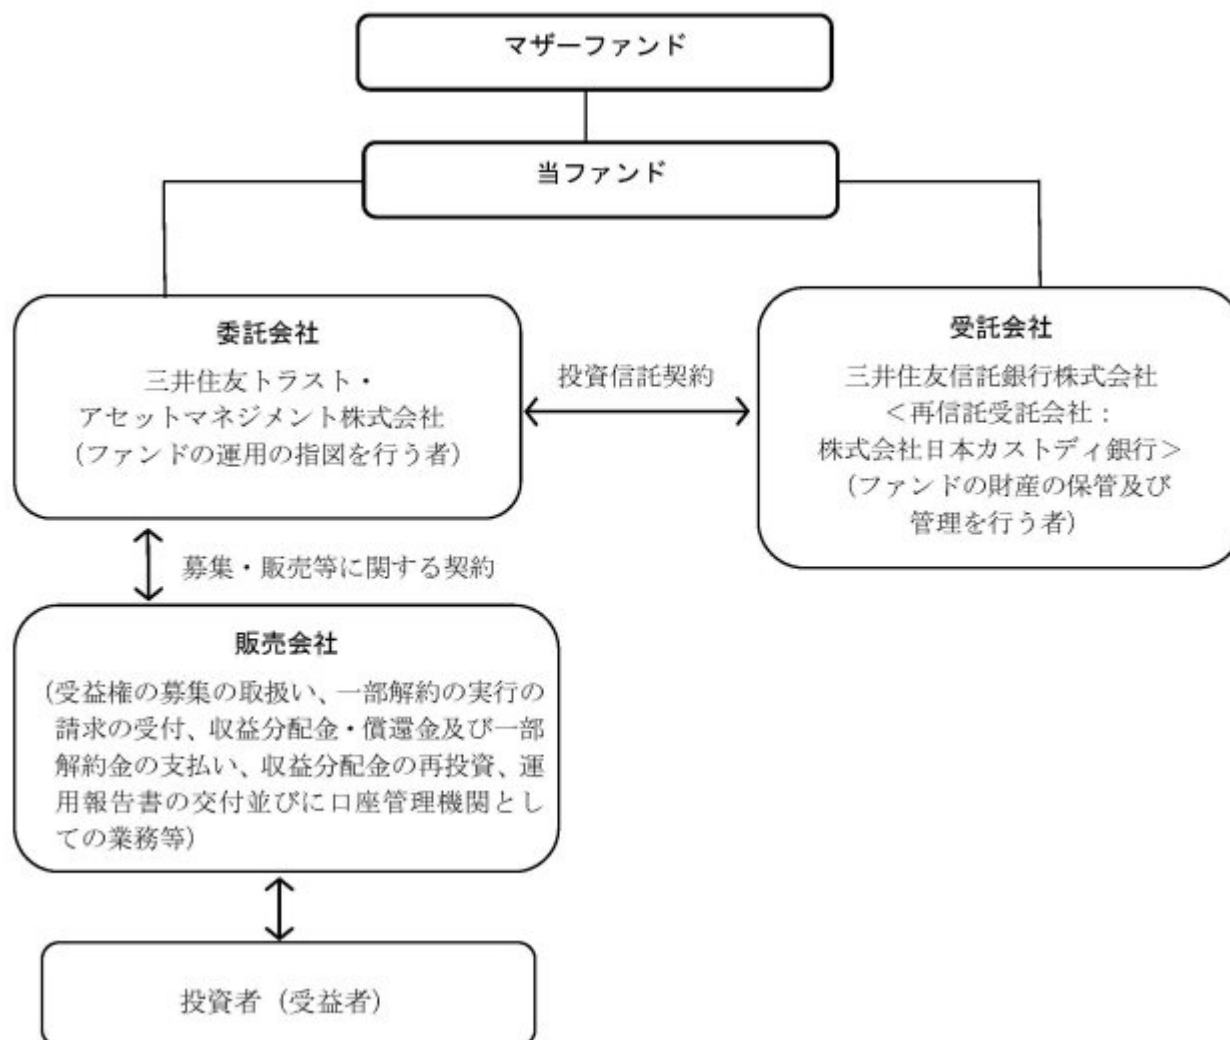 マザーファンド
当ファンド
委託会社
三井住友トラスト・
アセットマネジメント株式会社
（ファンドの運用の指図を行う者）
投資信託契約
受託会社
三井住友信託銀行株式会社
＜再信託受託会社：
株式会社日本カストディ銀行＞
（ファンドの財産の保管及び
管理を行う者）
募集・販売等に関する契約
販売会社
（受益権の募集の取扱い、一部解約の実行の
請求の受付、収益分配金・償還金及び一部
解約金の支払い、収益分配金の再投資、運
用報告書の交付並びに口座管理機関とし
ての業務等）
投資者（受益者）